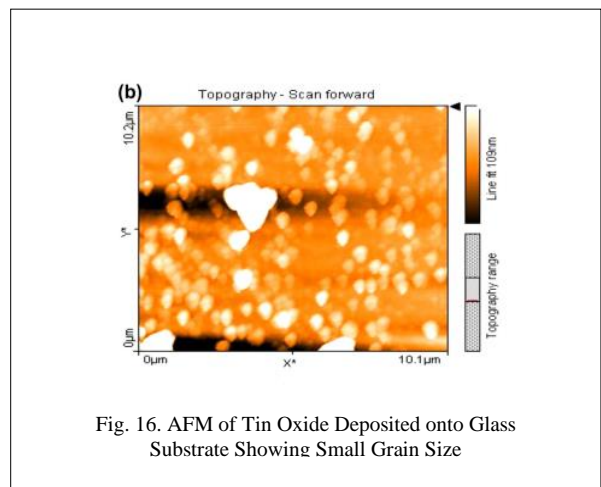 (b)
Topography - Scan forward
10.2µm
Y*
0µm
0µm
X*
10.1µm
Line fit 109nm
Topography range
Fig. 16. AFM of Tin Oxide Deposited onto Glass
Substrate Showing Small Grain Size